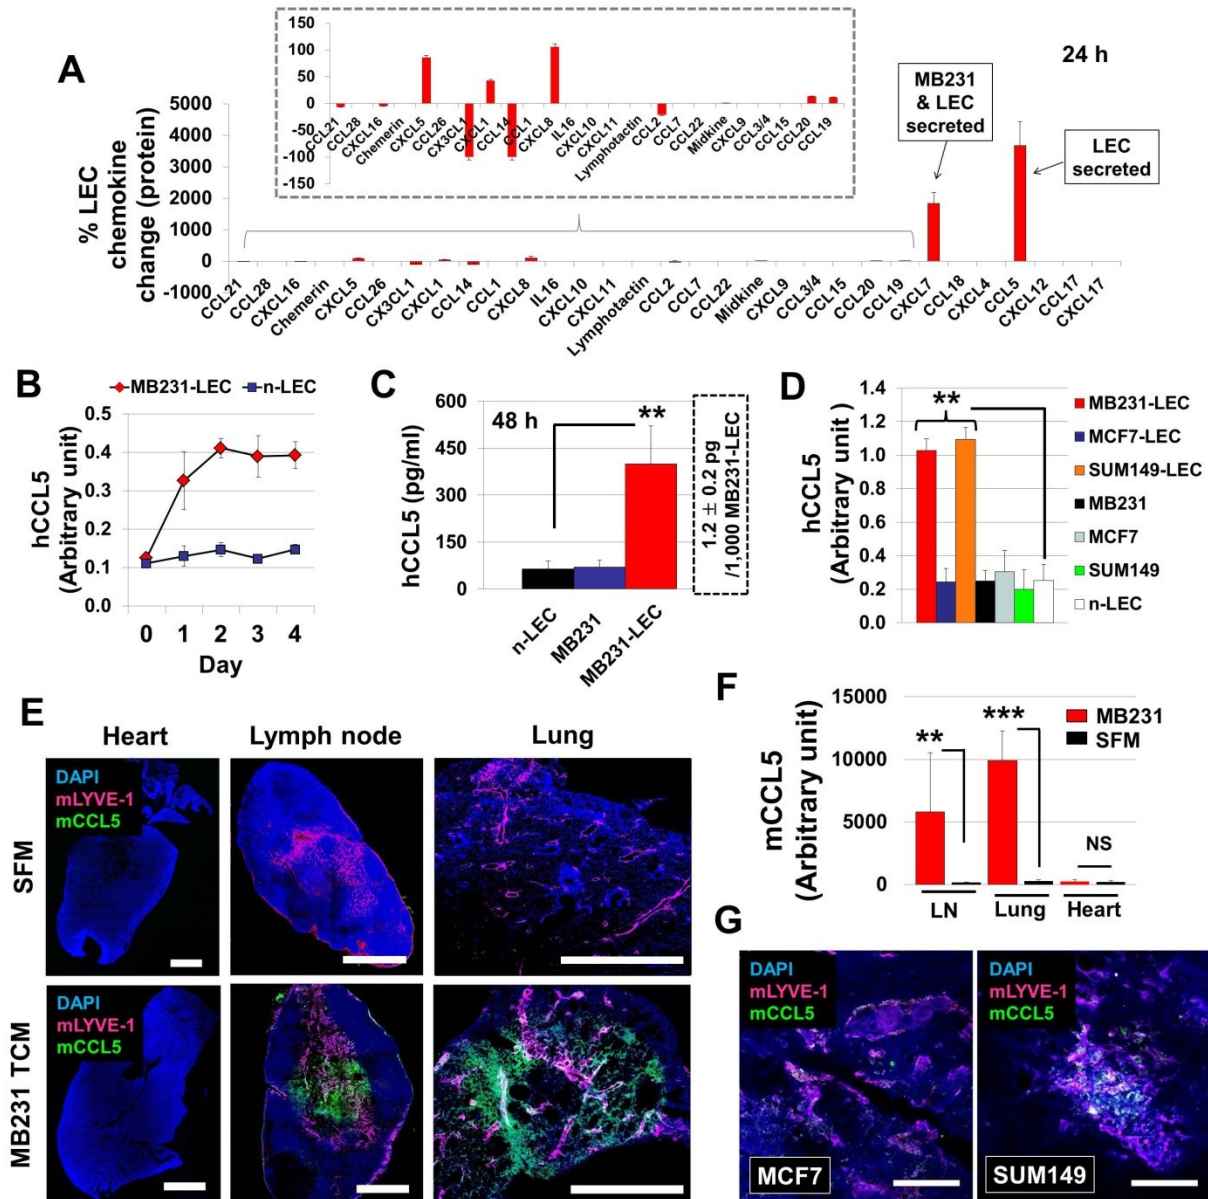 A
24 h
% LEC
chemokine
change (protein)
5000
4000
3000
2000
1000
0
-1000
150
100
50
0
-50
-100
-150
CCL21
CCL28
CXCL16
Chemerin
CXCL5
CCL26
CX3CL1
CXCL1
CCL14
CCL1
CXCL8
IL16
CXCL10
CXCL11
Lymphotactin
CCL2
CCL7
CCL22
Midkine
CXCL9
CCL3/4
CCL15
CCL20
CCL19
MB231
& LEC
secreted
LEC
secreted
CCL21
CCL28
CXCL16
Chemerin
CXCL5
CCL26
CX3CL1
CXCL1
CCL14
CCL1
CXCL8
IL16
CXCL10
CXCL11
Lymphotactin
CCL2
CCL7
CCL22
Midkine
CXCL9
CCL3/4
CCL15
CCL20
CCL19
CXCL7
CCL18
CXCL4
CCL5
CXCL12
CCL17
CXCL17
B
MB231-LEC
n-LEC
hCCL5
(Arbitrary unit)
0.5
0.4
0.3
0.2
0.1
0.0
0 1 2 3 4
Day
C
48 h
**
hCCL5 (pg/ml)
600
450
300
150
0
n-LEC
MB231
MB231-LEC
1.2 ± 0.2 pg
/1,000 MB231-LEC
D
**
hCCL5
(Arbitrary unit )
1.4
1.2
1.0
0.8
0.6
0.4
0.2
0.0
MB231-LEC
MCF7-LEC
SUM149-LEC
MB231
MCF7
SUM149
n-LEC
E
Heart
Lymph node
Lung
SFM
DAPI
mLYVE-1
mCCL5
MB231 TCM
DAPI
mLYVE-1
mCCL5
F
mCCL5
(Arbitrary unit)
15000
10000
5000
0
**
***
NS
MB231
SFM
LN
Lung
Heart
G
DAPI
mLYVE-1
mCCL5
MCF7
DAPI
mLYVE-1
mCCL5
SUM149